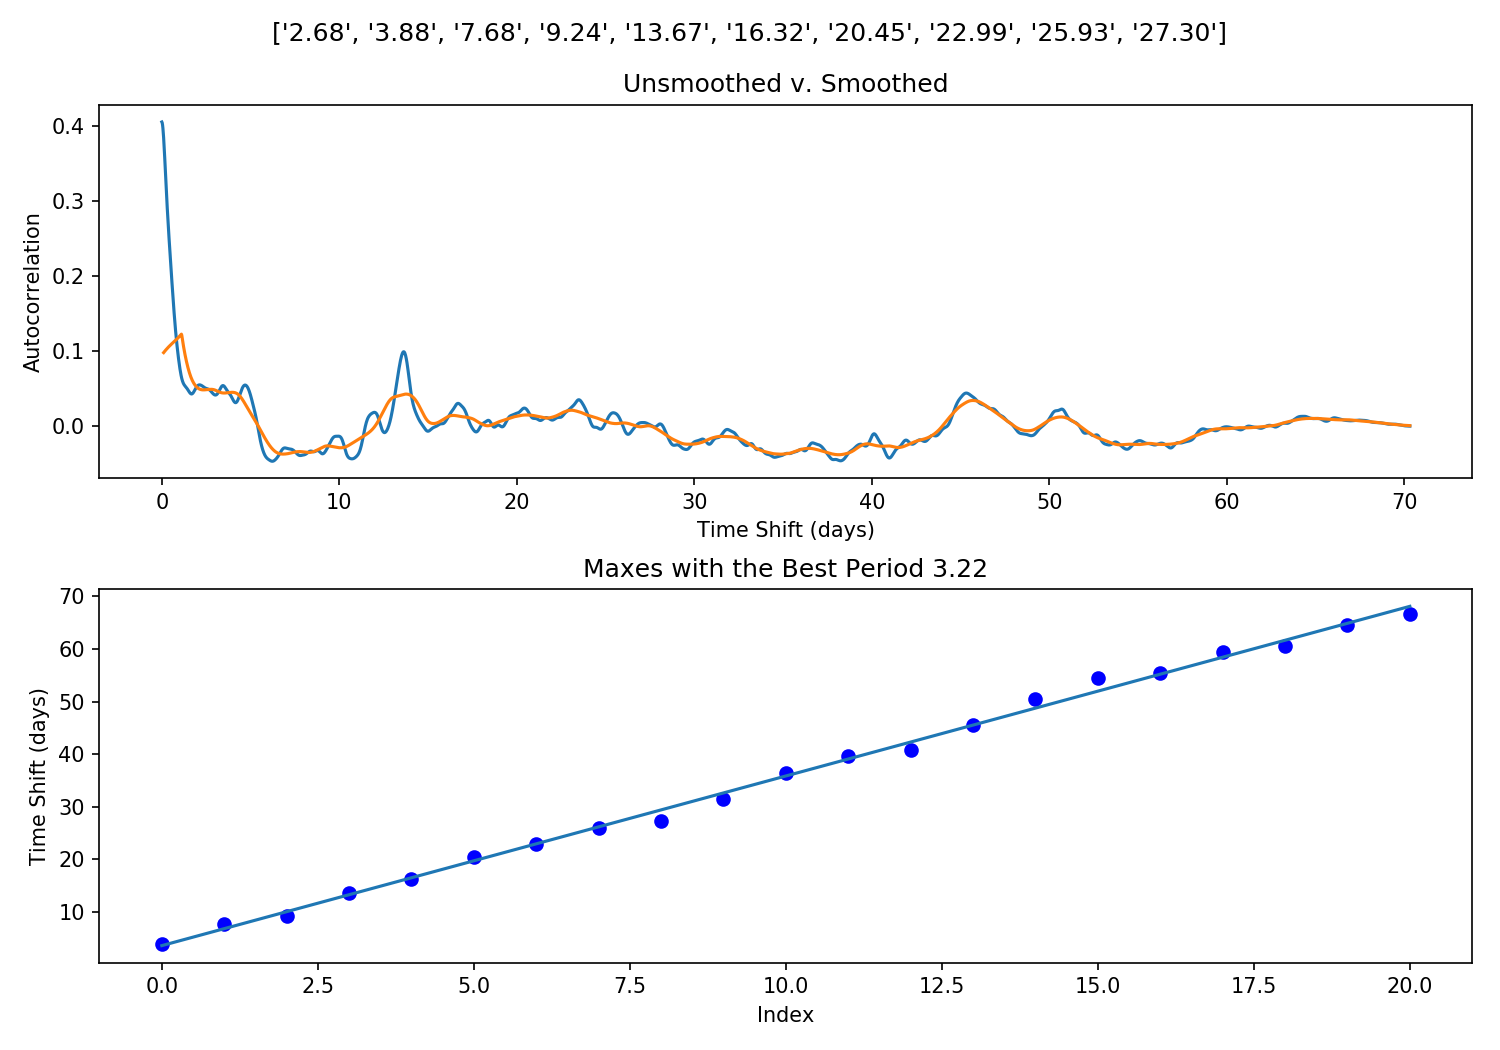 ['2.68', '3.88', '7.68', '9.24', '13.67', '16.32', '20.45', '22.99', '25.93', '27.30']
Unsmoothed v. Smoothed
0.4
0.3
0.2
0.1
0.0
Autocorrelation
0 10 20 30 40 50 60 70
Time Shift (days)
Maxes with the Best Period 3.22
70
60
50
40
30
20
10
Time Shift (days)
0.0 2.5 5.0 7.5 10.0 12.5 15.0 17.5 20.0
Index